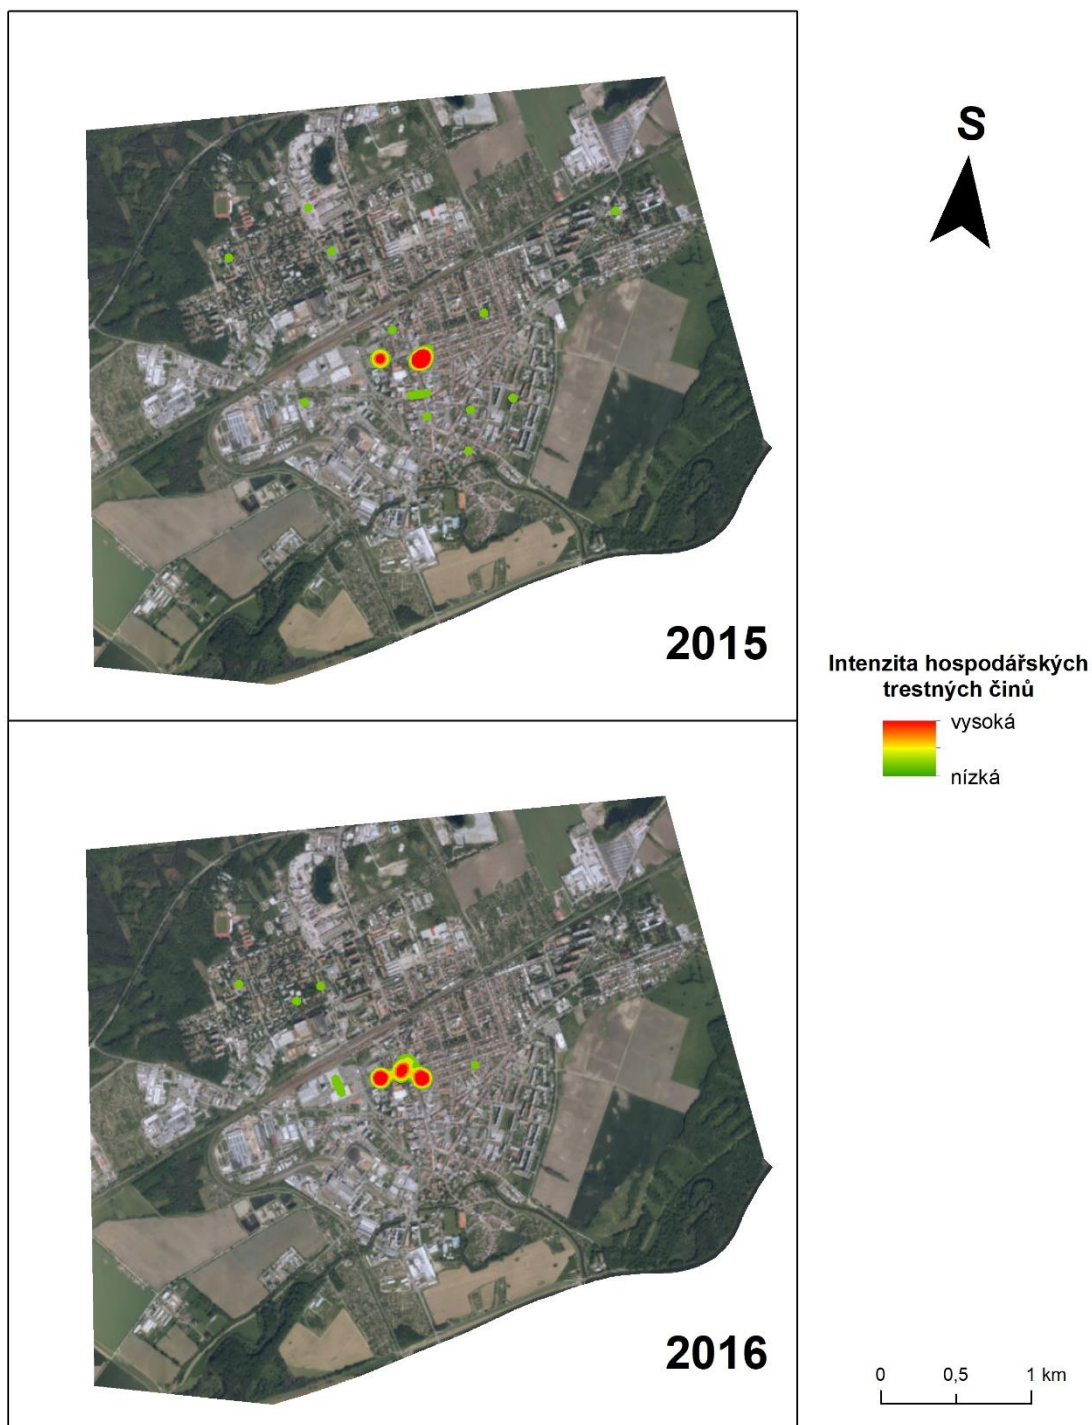 S
2015
Intenzita hospodářských
trestných činů
vysoká
nízká
2016
0 0,5 1 km